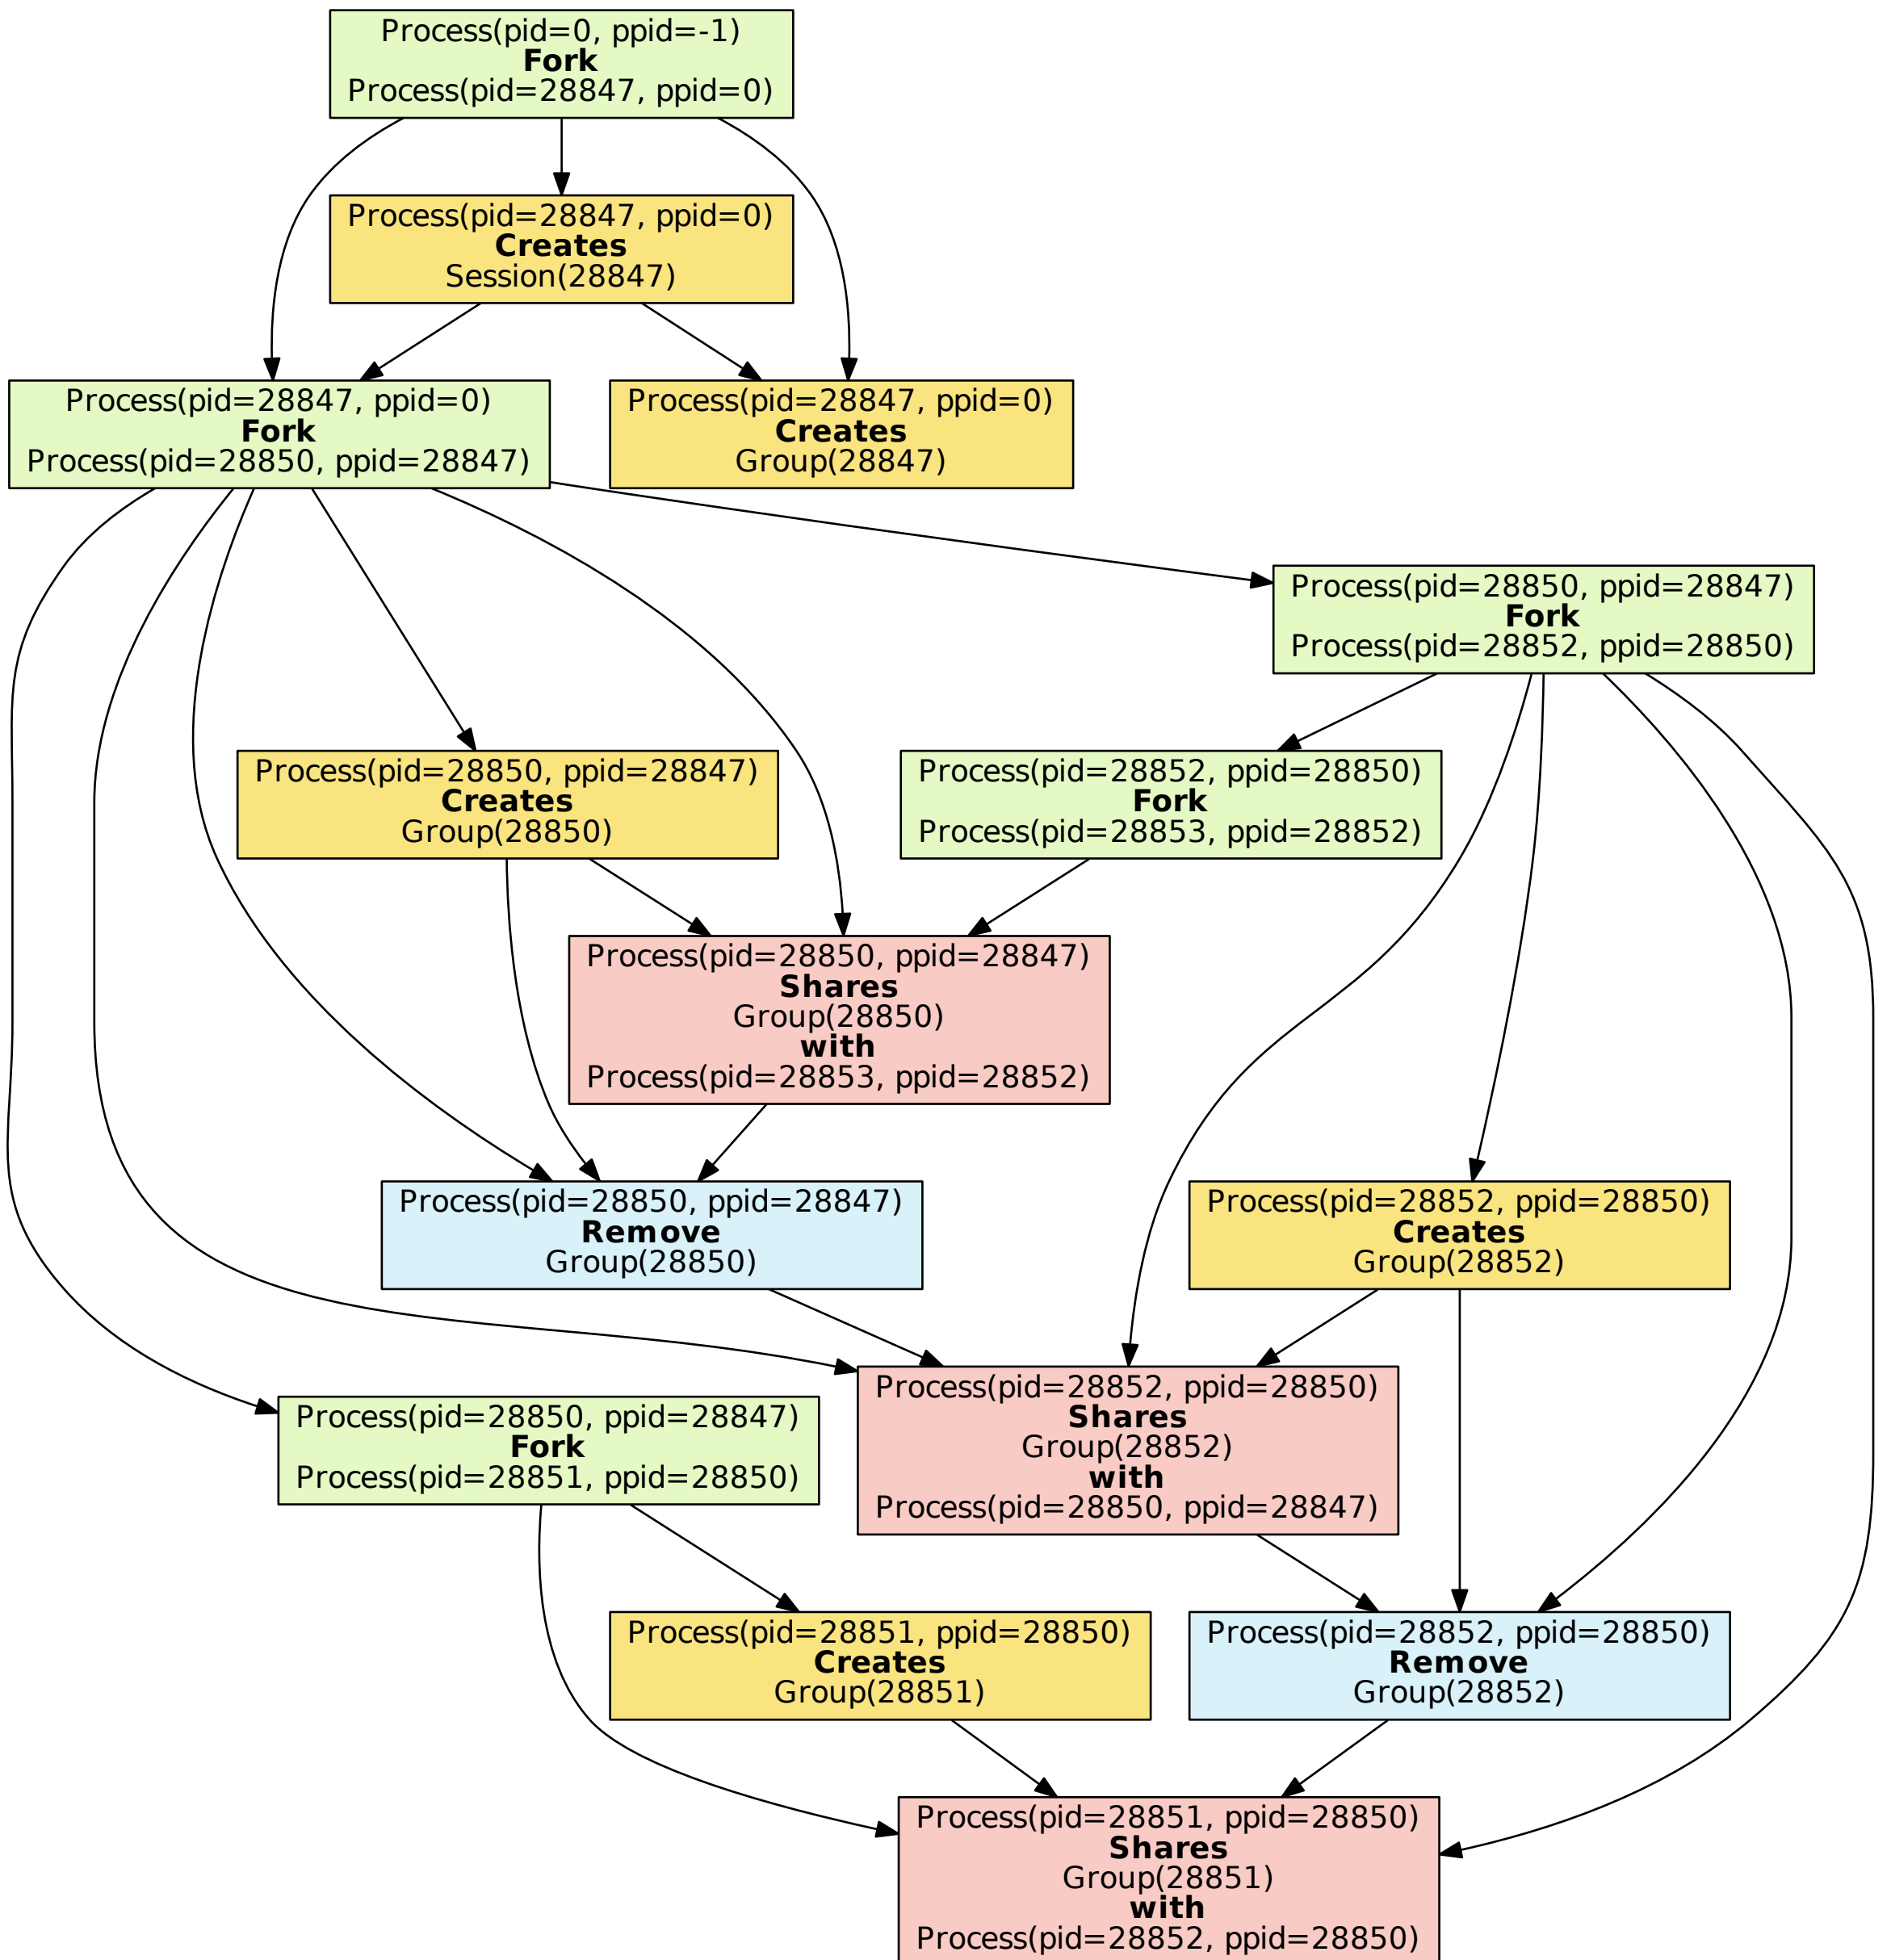 Process(pid=0, ppid=-1)
Fork
Process(pid=28847, ppid=0)
Process(pid=28847, ppid=0)
Creates
Session(28847)
Process(pid=28847, ppid=0)
Fork
Process(pid=28850, ppid=28847)
Process(pid=28847, ppid=0)
Creates
Group(28847)
Process(pid=28850, ppid=28847)
Fork
Process(pid=28852, ppid=28850)
Process(pid=28850, ppid=28847)
Creates
Group(28850)
Process(pid=28852, ppid=28850)
Fork
Process(pid=28853, ppid=28852)
Process(pid=28850, ppid=28847)
Shares
Group(28850)
with
Process(pid=28853, ppid=28852)
Process(pid=28850, ppid=28847)
Remove
Group(28850)
Process(pid=28852, ppid=28850)
Creates
Group(28852)
Process(pid=28852, ppid=28850)
Shares
Group(28852)
with
Process(pid=28850, ppid=28847)
Process(pid=28850, ppid=28847)
Fork
Process(pid=28851, ppid=28850)
Process(pid=28851, ppid=28850)
Creates
Group(28851)
Process(pid=28852, ppid=28850)
Remove
Group(28852)
Process(pid=28851, ppid=28850)
Shares
Group(28851)
with
Process(pid=28852, ppid=28850)